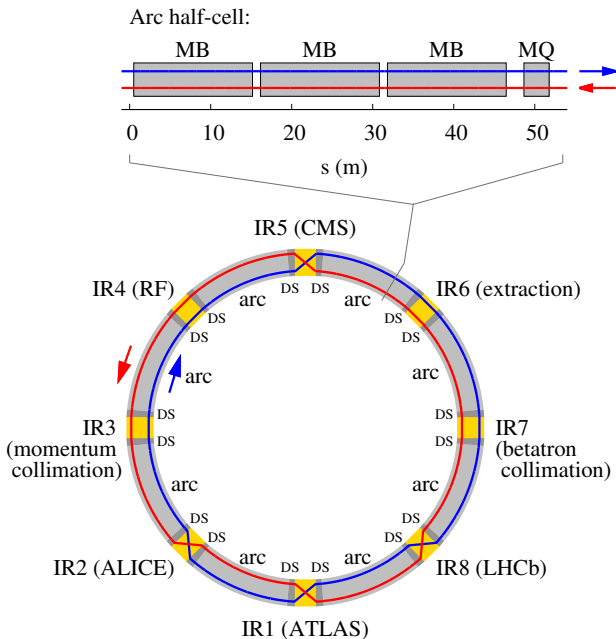 Arc half-cell:
MB MB MB MQ
0 10 20 30 40 50
s (m)
IR5 (CMS)
IR4 (RF)
IR6 (extraction)
DS DS
arc arc
DS DS
DS DS
arc arc
DS DS
IR3
(momentum
collimation)
IR7
(betatron
collimation)
DS DS
arc arc
DS DS
DS DS
IR2 (ALICE)
arc arc
IR8 (LHCb)
DS DS
IR1 (ATLAS)